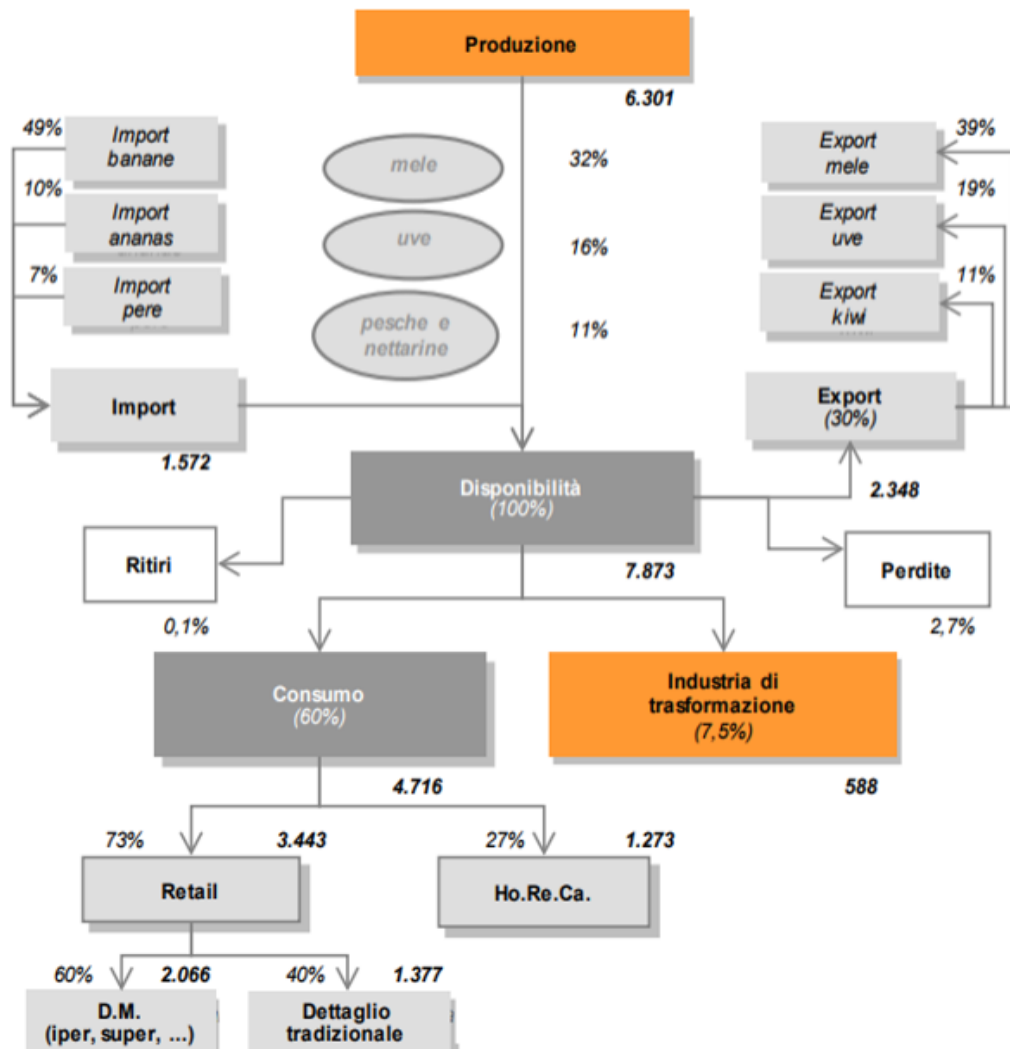 Produzione
6.301
49%
Import
banane
10%
Import
ananas
7%
Import
pere
mele
32%
uve
16%
pesche e
nettarine
11%
Export
mele
39%
Export
uve
19%
Export
kiwi
11%
Import
1.572
Export
(30%)
2.348
Disponibilità
(100%)
7.873
Ritiri
0,1%
Perdite
2,7%
Consumo
(60%)
4.716
Industria di
trasformazione
(7,5%)
588
73%
3.443
Retail
27%
1.273
Ho.Re.Ca.
60%
2.066
D.M.
(iper, super, ...)
40%
1.377
Dettaglio
tradizionale